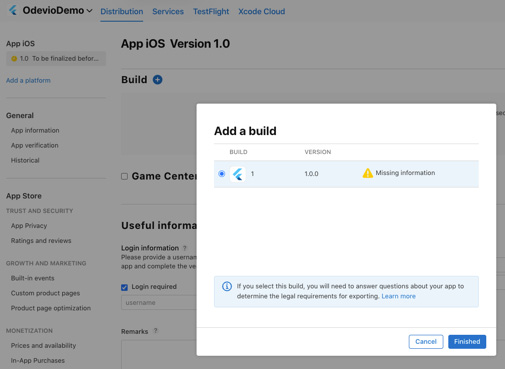 OdevioDemo
Distribution
Services
TestFlight
Xcode Cloud
App iOS
1.0 To be finalized befor...
Add a platform
General
App information
App verification
Historical
App Store
TRUST AND SECURITY
App Privacy
Ratings and reviews
GROWTH AND MARKETING
Built-in events
Custom product pages
Product page optimization
MONETIZATION
Prices and availability
In-App Purchases
App iOS Version 1.0
Build
Game Center
Useful informa
Login information ?
Please provide a usernam
app and complete the ve
Login required
username
Remarks ?
Add a build
BUILD VERSION
1 1.0.0 Missing information
If you select this build, you will need to answer questions about your app to
determine the legal requirements for exporting. Learn more
Cancel Finished